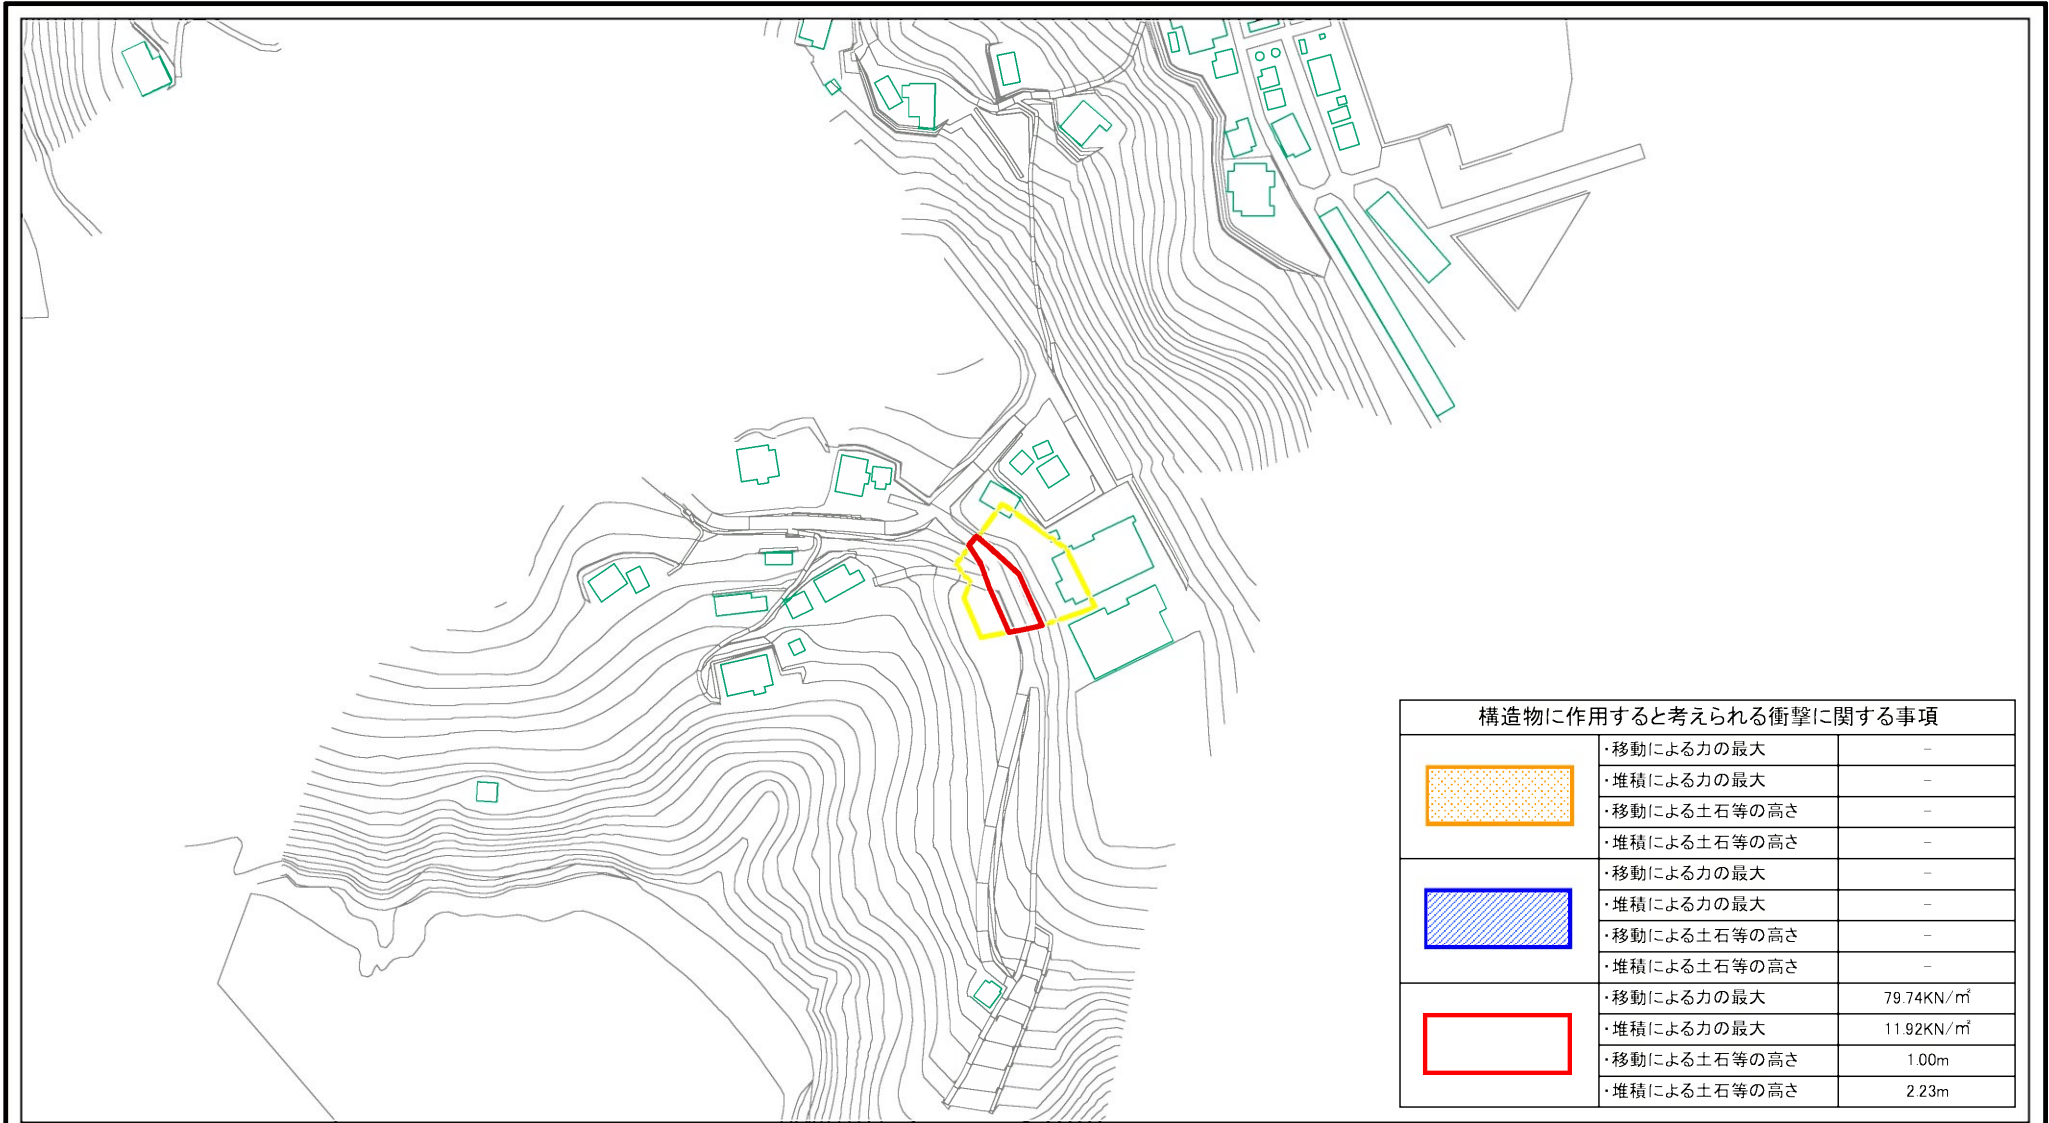 構造物に作用すると考えられる衝撃に関する事項
・移動による力の最大 －
・堆積による力の最大 －
・移動による土石等の高さ －
・堆積による土石等の高さ －
・移動による力の最大 －
・堆積による力の最大 －
・移動による土石等の高さ －
・堆積による土石等の高さ －
・移動による力の最大 79.74KN/㎡
・堆積による力の最大 11.92KN/㎡
・移動による土石等の高さ 1.00m
・堆積による土石等の高さ 2.23m